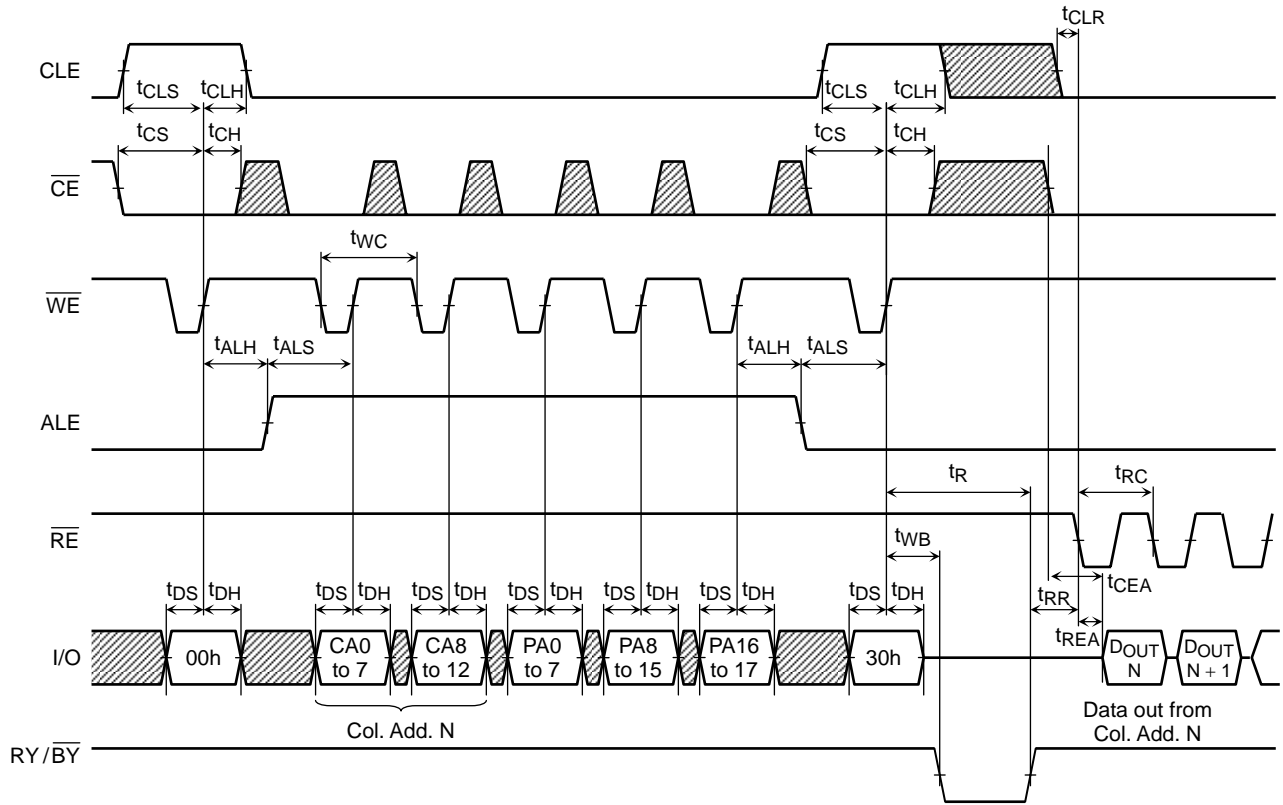 tCLR
CLE
tCLS tCLH tCLS tCLH
tCS tCH tCS tCH
CE
tWC
WE
tALH tALS tALH tALS
ALE
tR tRC
RE
tWB
tCEA
tDS tDH tDS tDH tDS tDH tDS tDH tDS tDH tDS tDH tDS tDH tRR
tREA
I/O 00h CA0 to 7 CA8 to 12 PA0 to 7 PA8 to 15 PA16 to 17 30h DOUT N DOUT N + 1
Col. Add. N
Data out from
Col. Add. N
RY/BY